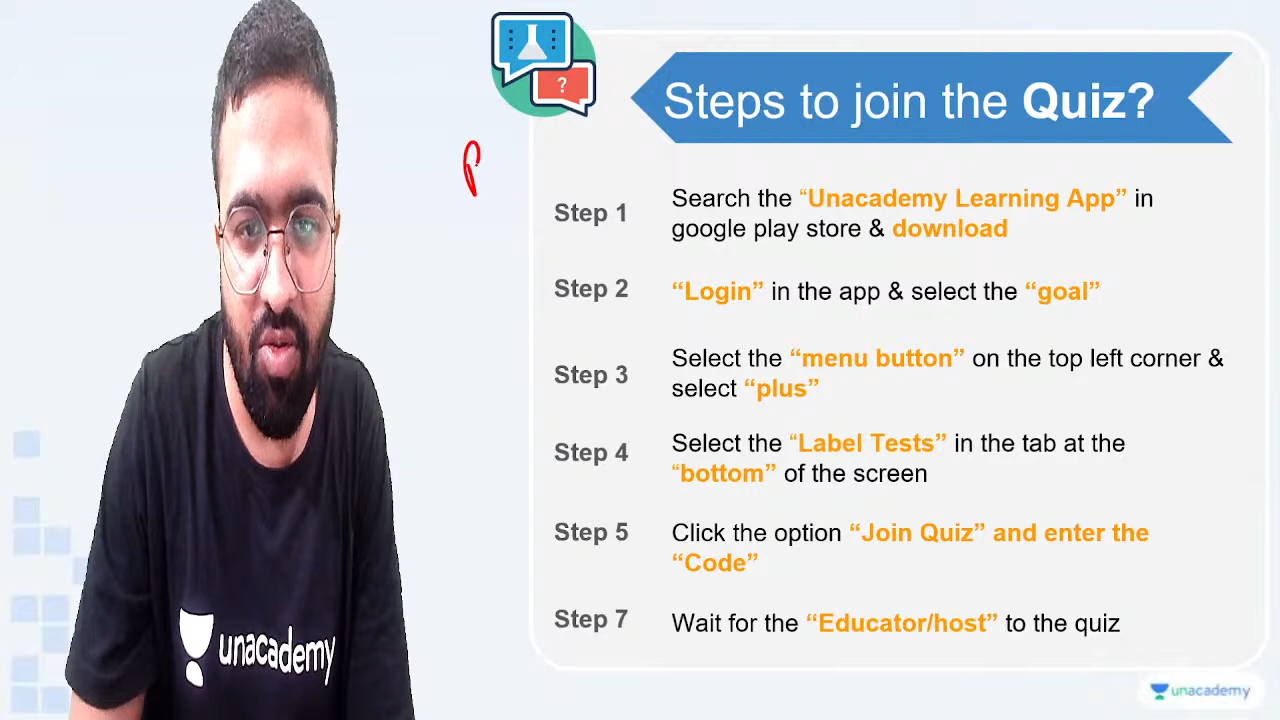 Steps to join the Quiz?
?
Step 1
Search the “Unacademy Learning App” in
google play store & download
Step 2
“Login” in the app & select the “goal”
Step 3
Select the “menu button” on the top left corner &
select “plus”
Step 4
Select the “Label Tests” in the tab at the
“bottom” of the screen
Step 5
Click the option “Join Quiz” and enter the
“Code”
Step 7
Wait for the “Educator/host” to the quiz
unacademy
unacademy